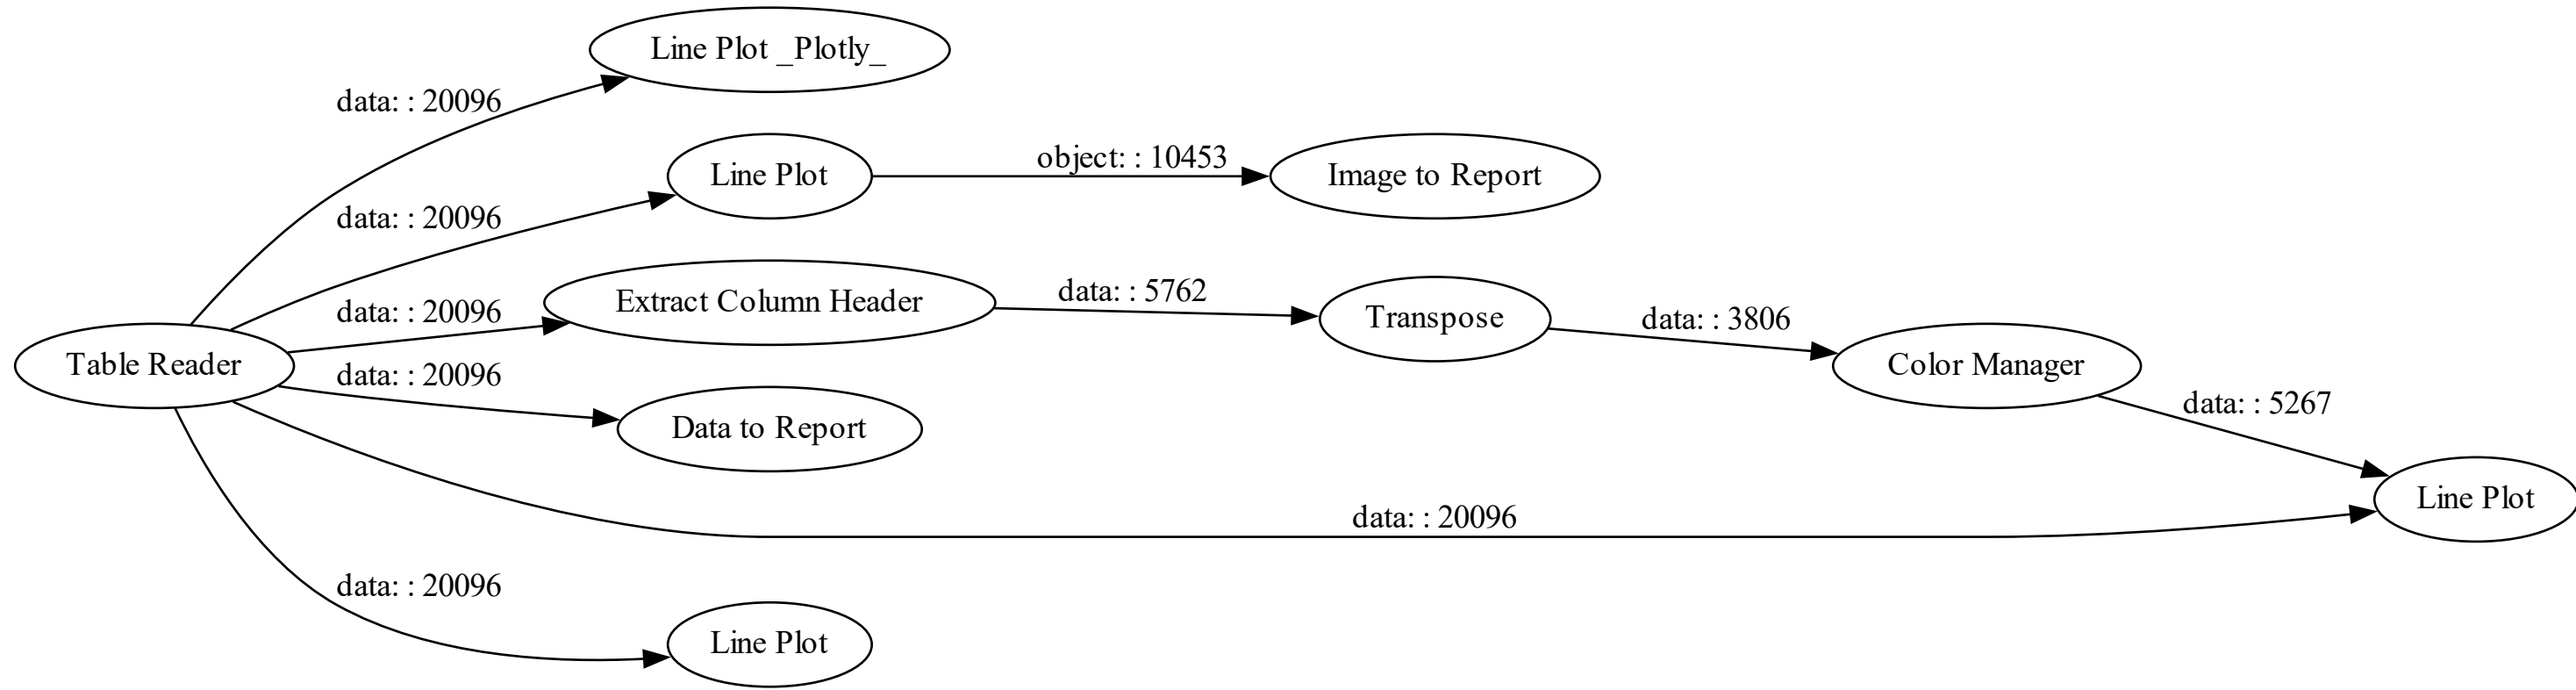 Line Plot _Plotly_
data: : 20096
Line Plot
object: : 10453
Image to Report
data: : 20096
Extract Column Header
data: : 5762
Transpose
data: : 20096
data: : 3806
Color Manager
Table Reader
data: : 20096
data: : 5267
Data to Report
Line Plot
data: : 20096
data: : 20096
Line Plot